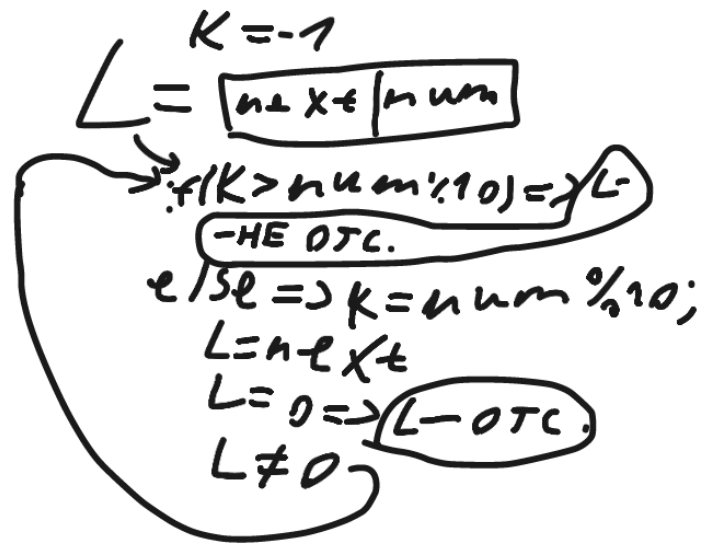 K=-1
L= next|num
if(K>num%10)=>L-
-НЕ ОТС.
else=>K=num%10;
L=next
L=0=>L-ОТС.
L≠0